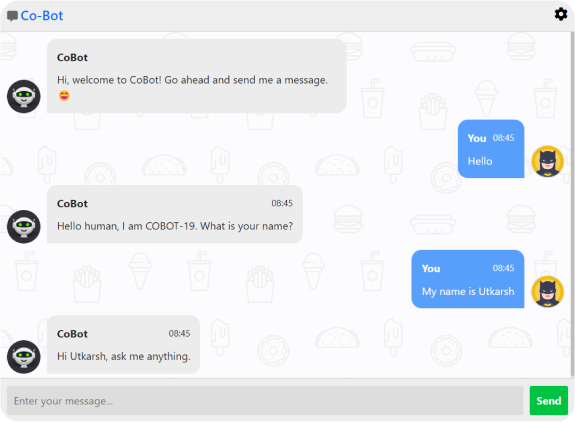 Co-Bot
CoBot
Hi, welcome to CoBot! Go ahead and send me a message.
😄
You 08:45
Hello
CoBot 08:45
Hello human, I am COBOT-19. What is your name?
You 08:45
My name is Utkarsh
CoBot 08:45
Hi Utkarsh, ask me anything.
Enter your message...
Send